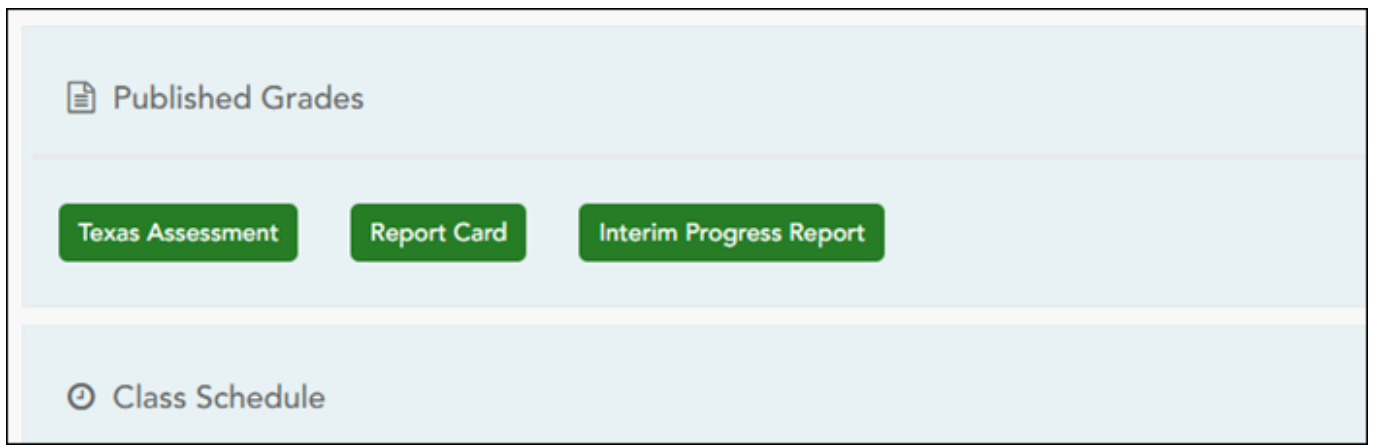 Published Grades
Texas Assessment Report Card Interim Progress Report
Class Schedule